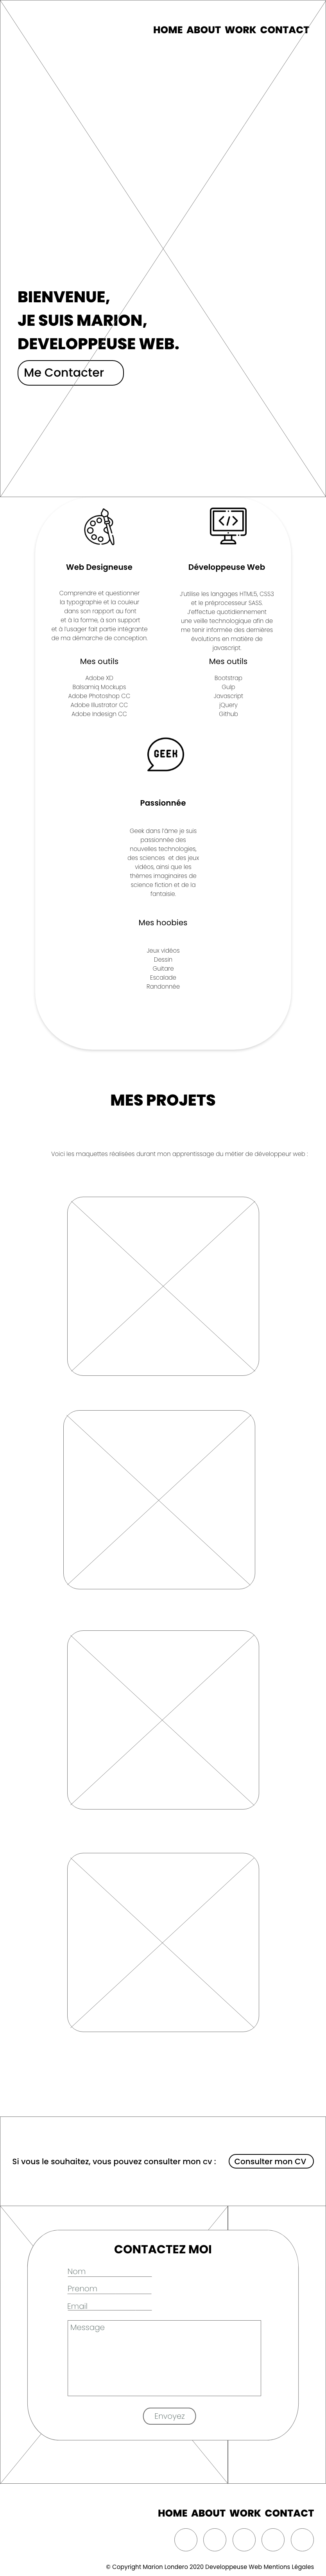 HOME ABOUT WORK CONTACT
BIENVENUE,
JE SUIS MARION,
DEVELOPPEUSE WEB.
Me Contacter
Web Designeuse
Comprendre et questionner
la typographie et la couleur
dans son rapport au font
et à la forme, à son support
et à l'usager fait partie intégrante
de ma démarche de conception.
Mes outils
Adobe XD
Balsamiq Mockups
Adobe Photoshop CC
Adobe Illustrator CC
Adobe Indesign CC
Développeuse Web
J'utilise les langages HTML5, CSS3
et le préprocesseur SASS.
J'effectue quotidiennement
une veille technologique afin de
me tenir informée des dernières
évolutions en matière de
javascript.
Mes outils
Bootstrap
Gulp
Javascript
jQuery
Github
GEEK
Passionnée
Geek dans l'âme je suis
passionnée des
nouvelles technologies,
des sciences et des jeux
vidéos, ainsi que les
thèmes imaginaires de
science fiction et de la
fantaisie.
Mes hoobies
Jeux vidéos
Dessin
Guitare
Escalade
Randonnée
MES PROJETS
Voici les maquettes réalisées durant mon apprentissage du métier de développeur web :
Si vous le souhaitez, vous pouvez consulter mon cv :
Consulter mon CV
CONTACTEZ MOI
Nom
Prenom
Email
Message
Envoyez
HOME ABOUT WORK CONTACT
© Copyright Marion Londero 2020 Developpeuse Web Mentions Légales